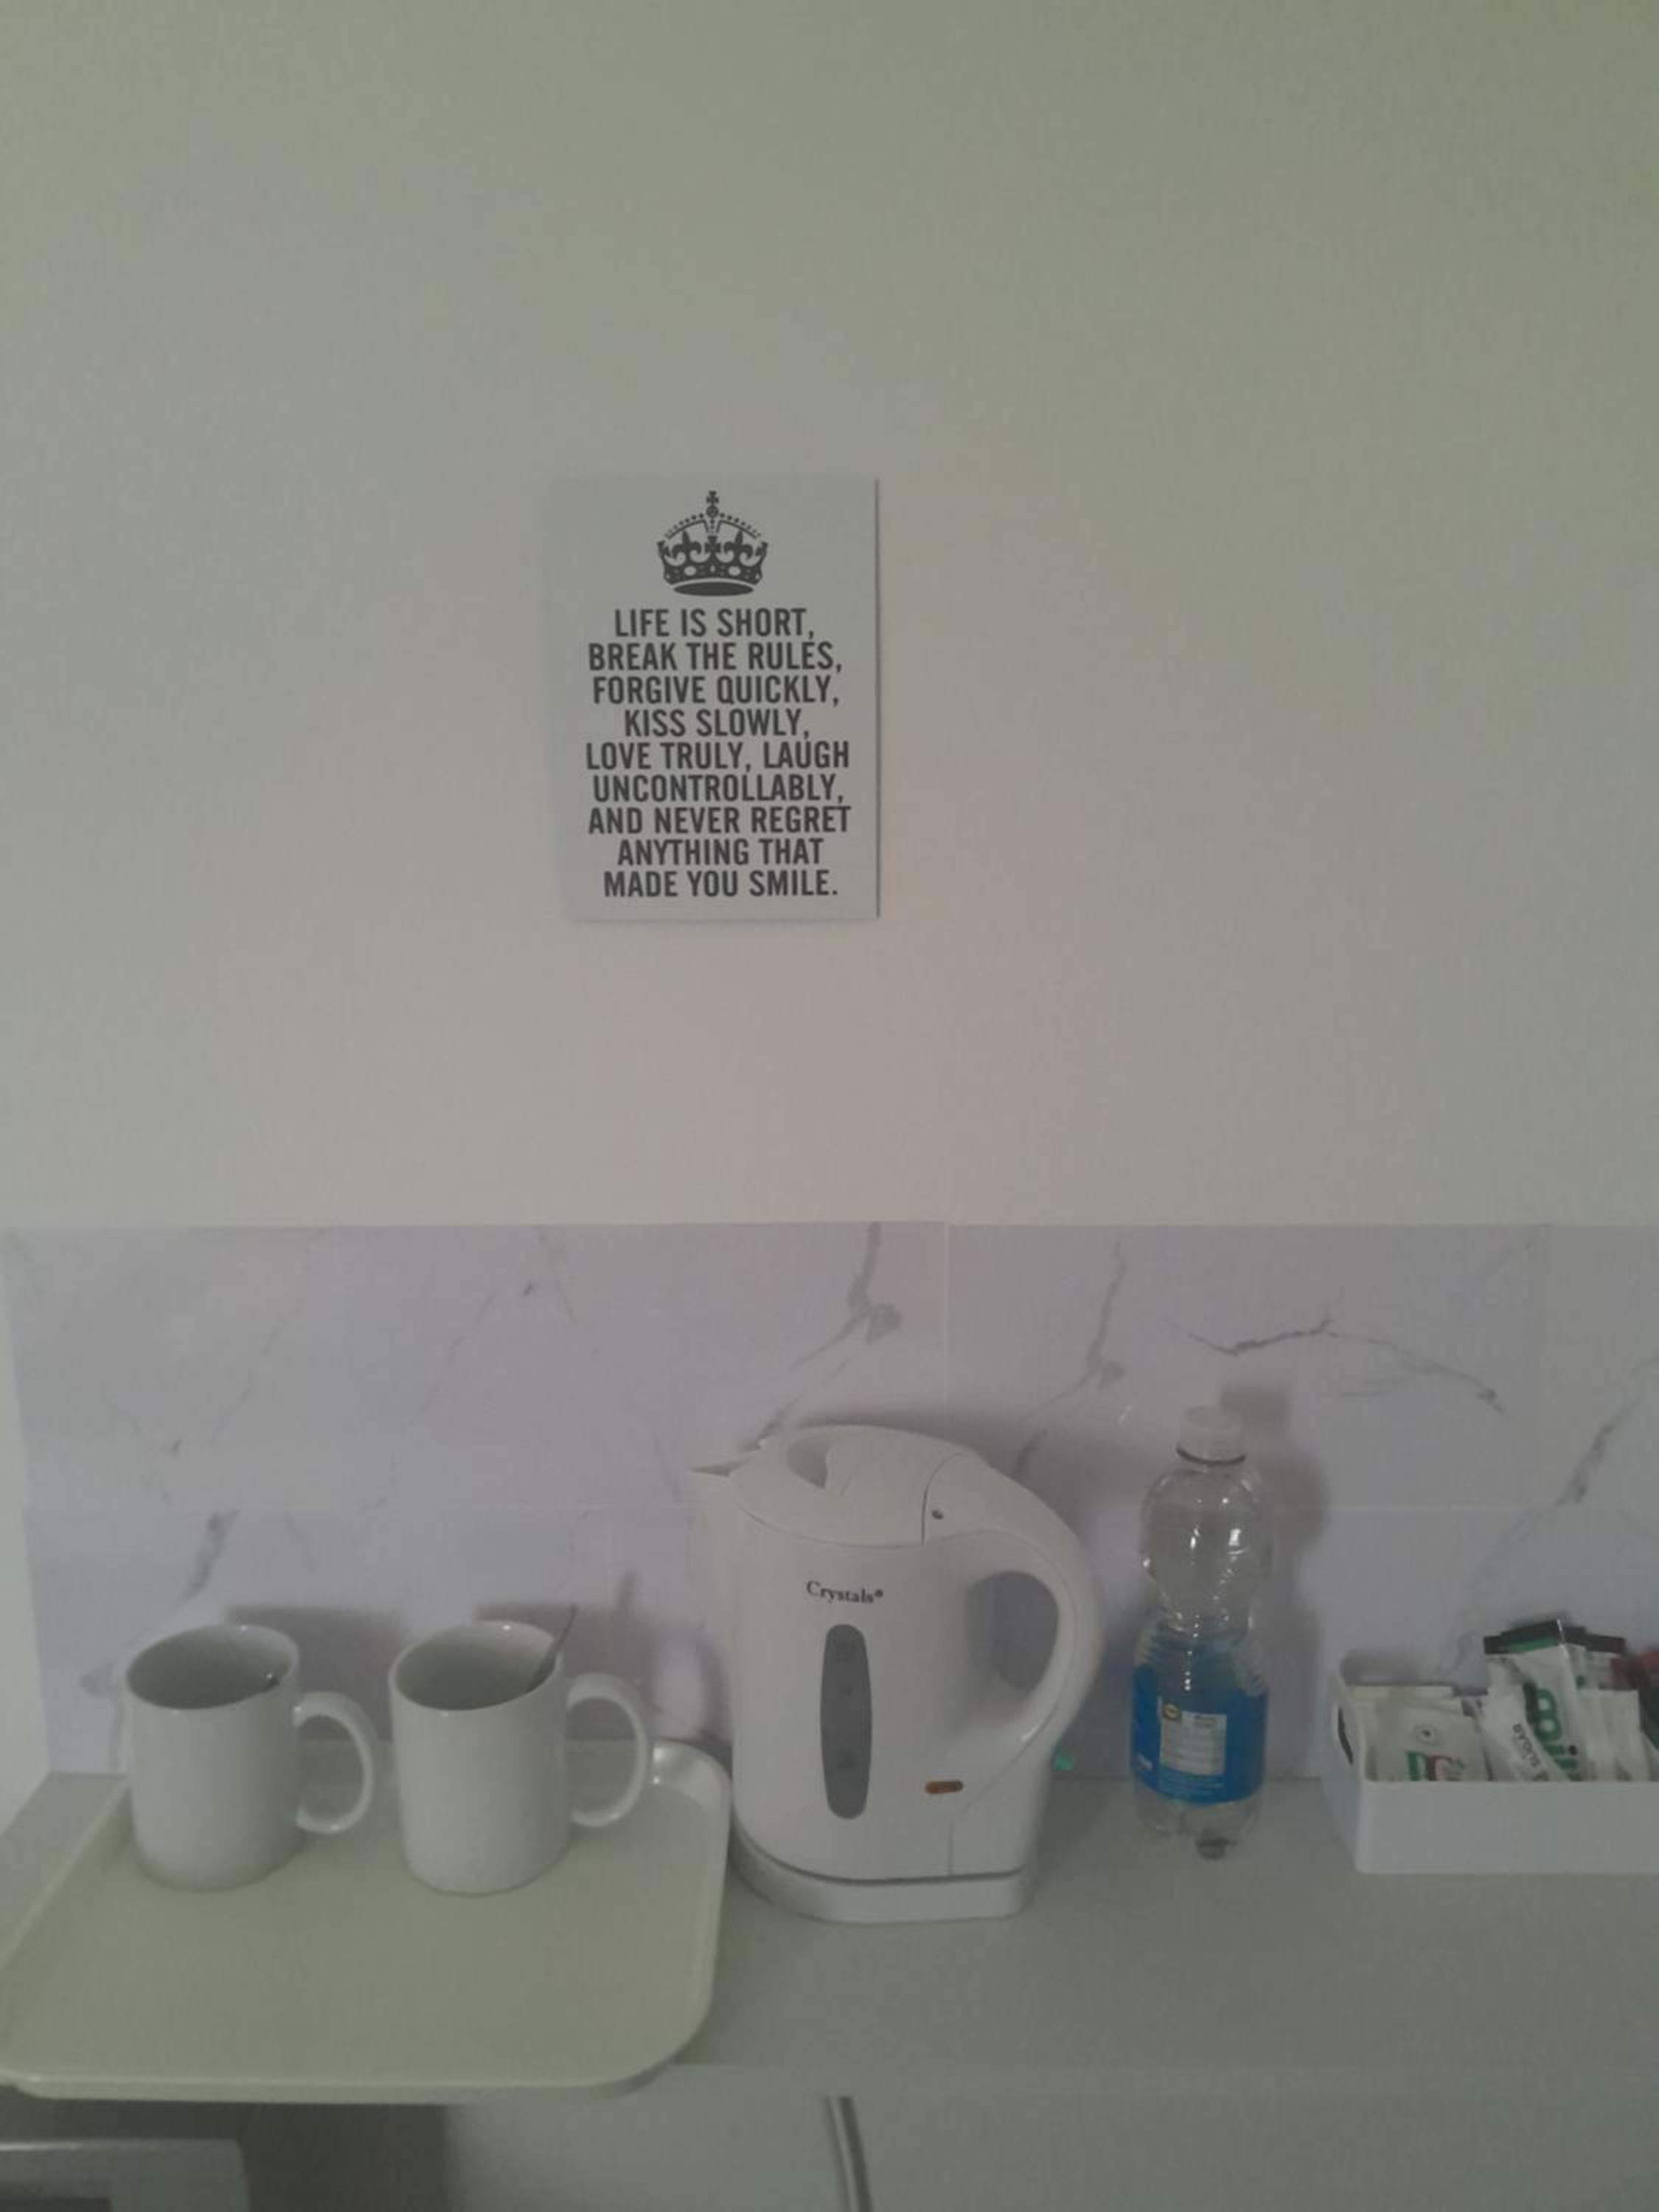 LIFE IS SHORT,
BREAK THE RULES,
FORGIVE QUICKLY,
KISS SLOWLY,
LOVE TRULY, LAUGH
UNCONTROLLABLY,
AND NEVER REGRET
ANYTHING THAT
MADE YOU SMILE.
Crystals®
SUGAR